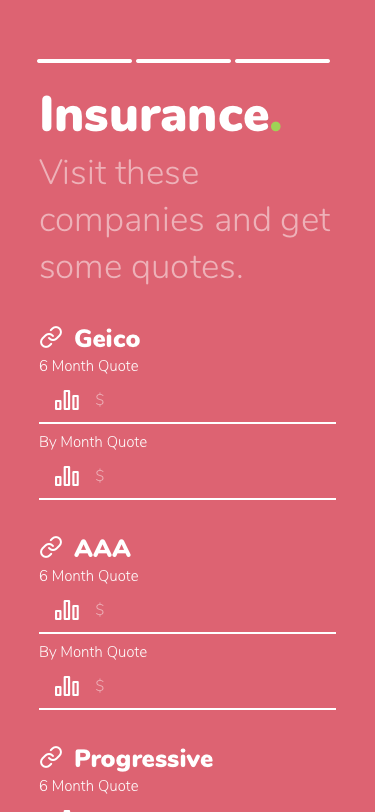 Insurance.
Visit these
companies and get
some quotes.
Geico
6 Month Quote
$
By Month Quote
$
AAA
6 Month Quote
$
By Month Quote
$
Progressive
6 Month Quote